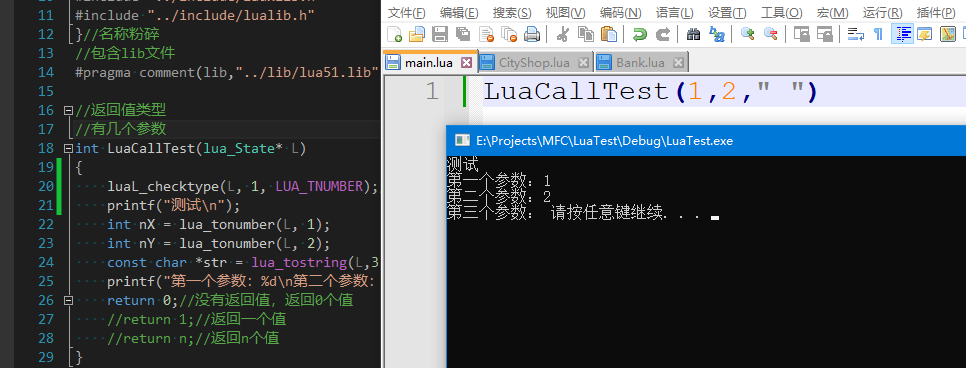 11 #include "../include/lualib.h"
12 }//名称粉碎
13 //包含lib文件
14 #pragma comment(lib,"../lib/lua51.lib"
15
16 //返回值类型
17 //有几个参数
18 int LuaCallTest(lua_State* L)
19 {
20 luaL_checktype(L, 1, LUA_TNUMBER);
21 printf("测试\n");
22 int nX = lua_tonumber(L, 1);
23 int nY = lua_tonumber(L, 2);
24 const char *str = lua_tostring(L,3
25 printf("第一个参数：%d\n第二个参数：
26 return 0;//没有返回值，返回0个值
27 //return 1;//返回一个值
28 //return n;//返回n个值
29 }
文件(F) 编辑(E) 搜索(S) 视图(V) 编码(N) 语言(L) 设置(T) 工具(O) 宏(M) 运行(R) 插件(P)
main.lua CityShop.lua Bank.lua
1 LuaCallTest(1,2," ")
E:\Projects\MFC\LuaTest\Debug\LuaTest.exe
测试
第一个参数：1
第二个参数：2
第三个参数： 请按任意键继续. . .